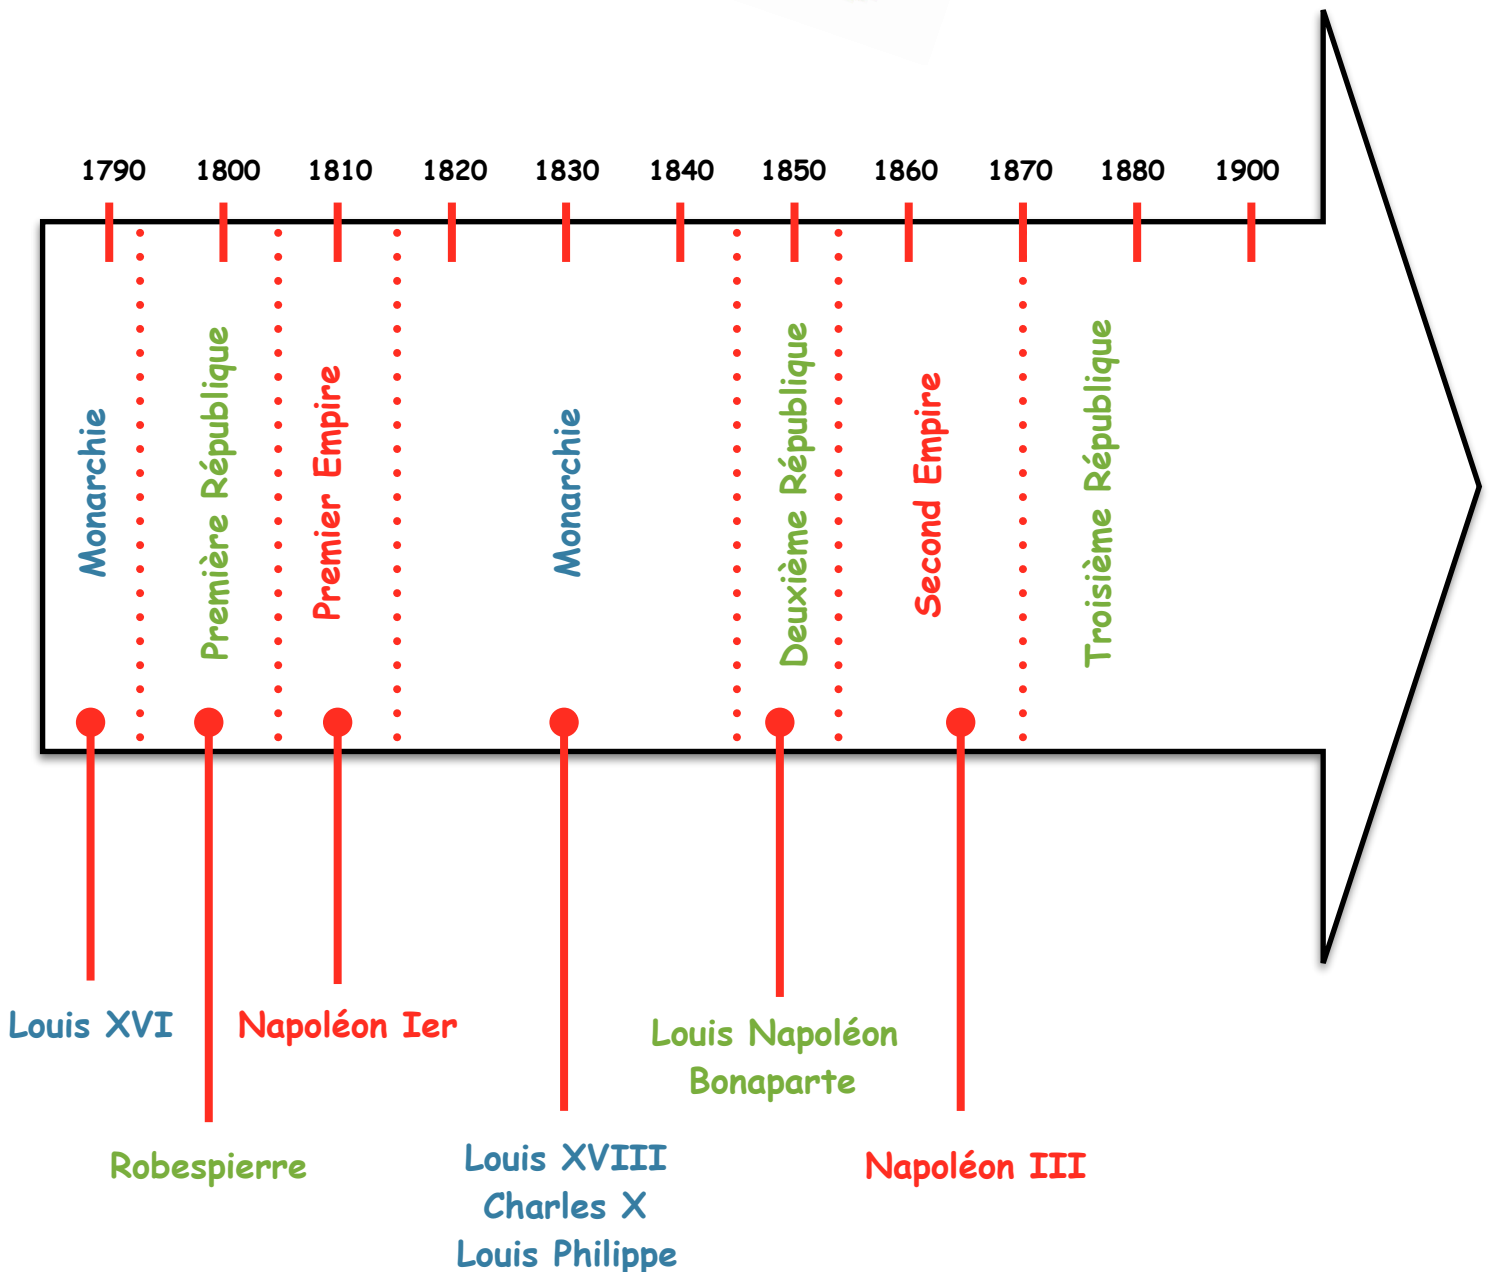 1790 1800 1810 1820 1830 1840 1850 1860 1870 1880 1900
Monarchie
Première République
Premier Empire
Monarchie
Deuxième République
Second Empire
Troisième République
Louis XVI
Napoléon Ier
Louis Napoléon
Bonaparte
Robespierre
Louis XVIII
Charles X
Louis Philippe
Napoléon III